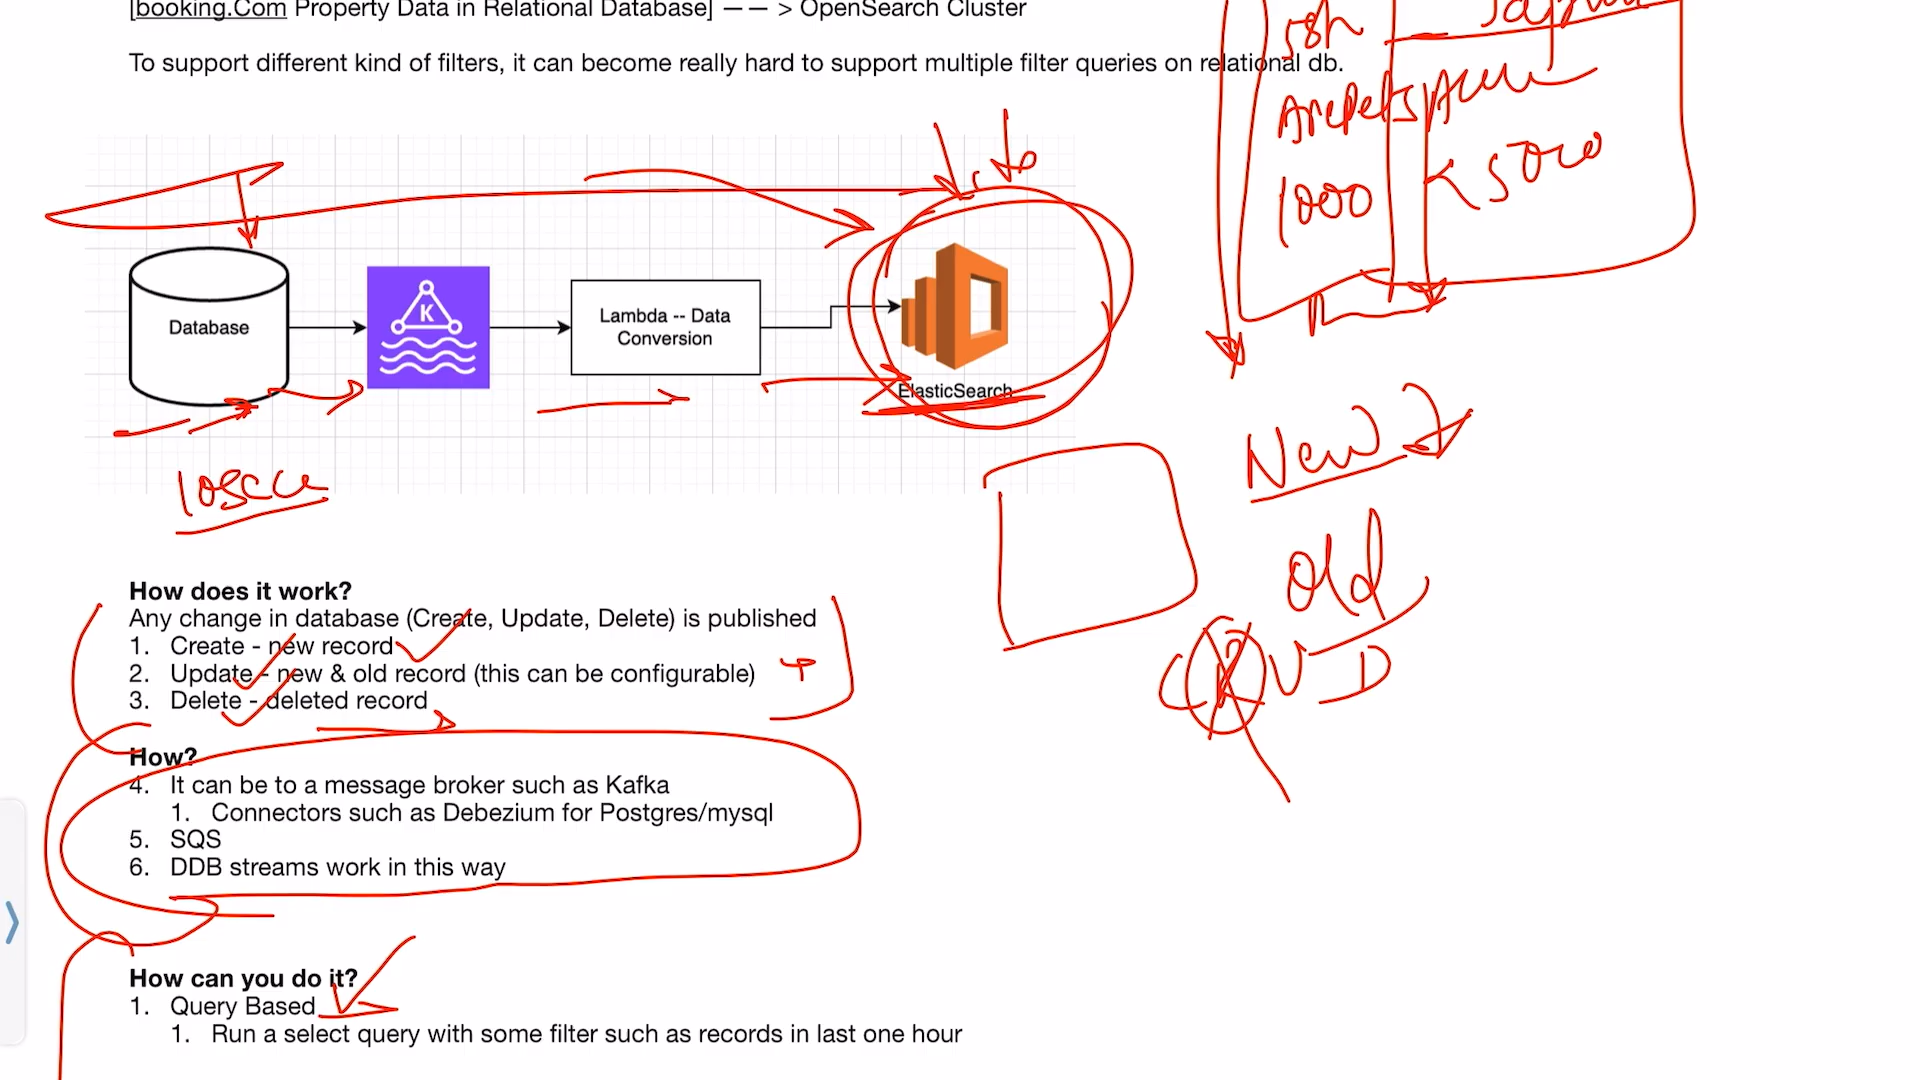 [booking.Com Property Data in Relational Database] —— > OpenSearch Cluster
To support different kind of filters, it can become really hard to support multiple filter queries on relational db.
1000
5000
Database
K
Lambda -- Data
Conversion
ElasticSearch
New
old
How does it work?
Any change in database (Create, Update, Delete) is published
1. Create - new record
2. Update - new & old record (this can be configurable)
3. Delete - deleted record
C R U D
How?
4. It can be to a message broker such as Kafka
1. Connectors such as Debezium for Postgres/mysql
5. SQS
6. DDB streams work in this way
How can you do it?
1. Query Based
1. Run a select query with some filter such as records in last one hour